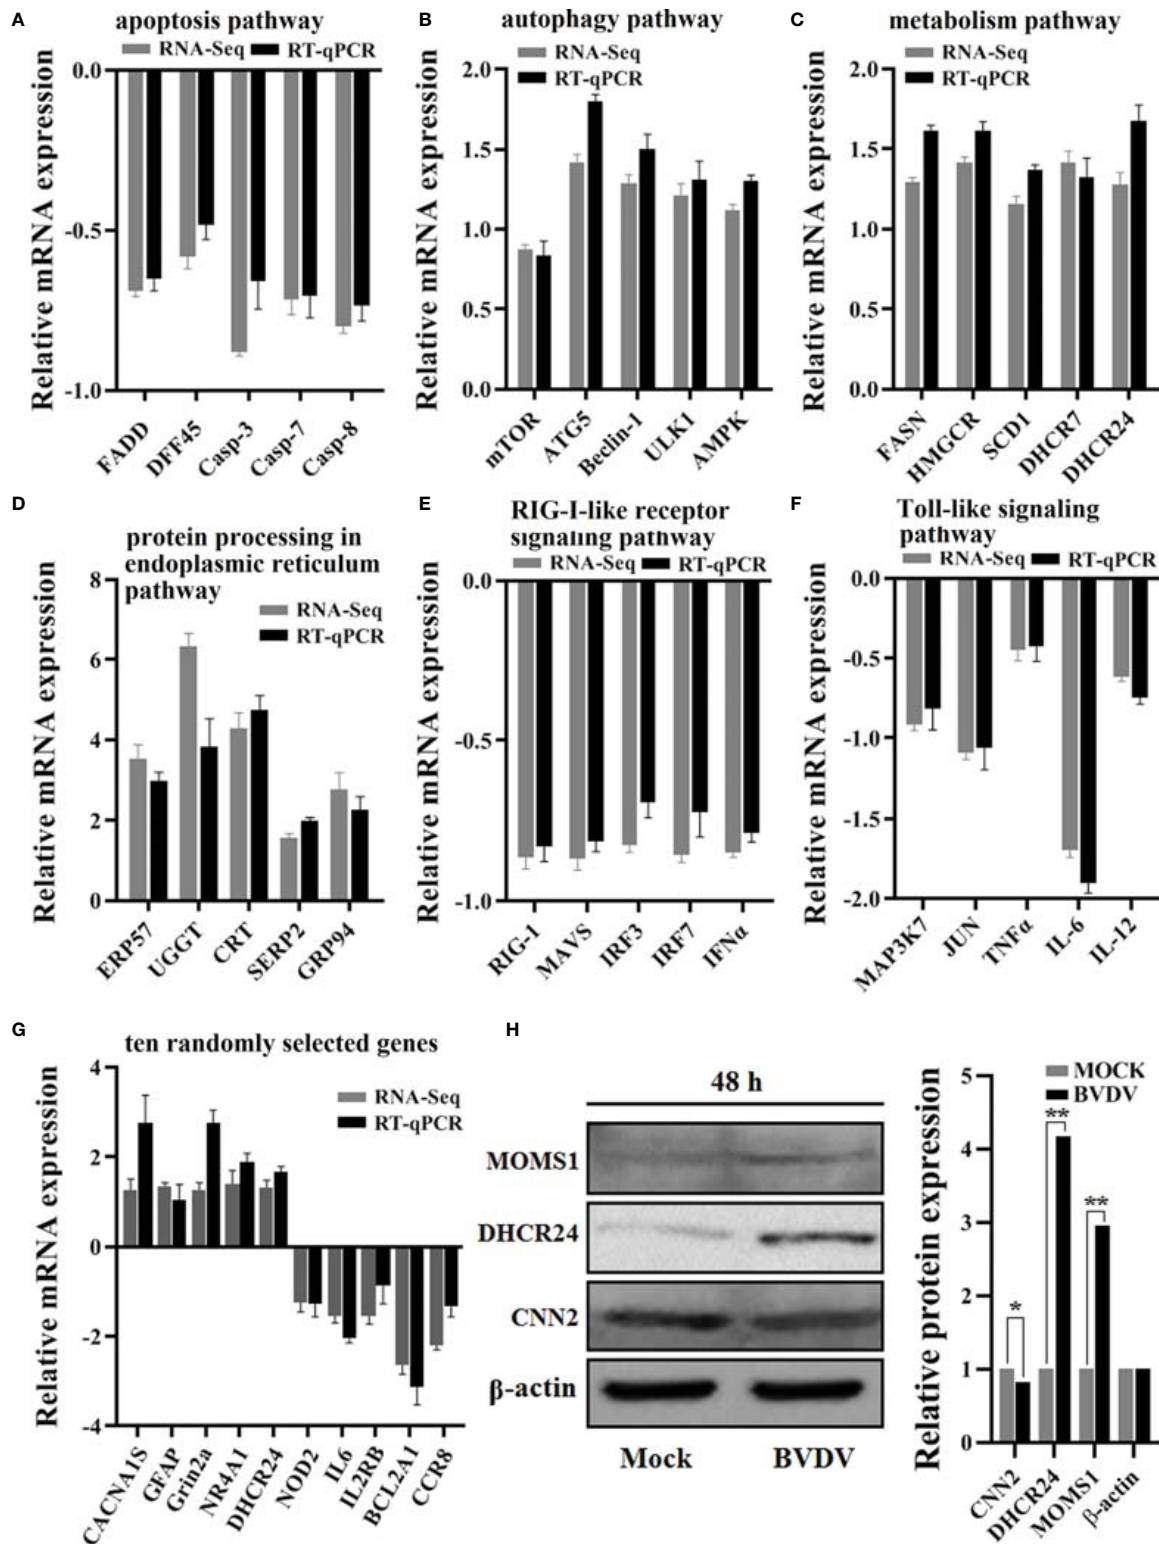 A
apoptosis pathway
RNA-Seq RT-qPCR
Relative mRNA expression
0.0
-0.5
-1.0
FADD
DFF45
Casp-3
Casp-7
Casp-8
B
autophagy pathway
RNA-Seq
RT-qPCR
Relative mRNA expression
2.0
1.5
1.0
0.5
0.0
mTOR
ATG5
Beclin-1
ULK1
AMPK
C
metabolism pathway
RNA-Seq
RT-qPCR
Relative mRNA expression
2.0
1.5
1.0
0.5
0.0
FASN
HMGCR
SCD1
DHCR7
DHCR24
D
protein processing in
endoplasmic reticulum
pathway
RNA-Seq
RT-qPCR
Relative mRNA expression
8
6
4
2
0
ERP57
UGGT
CRT
SERP2
GRP94
E
RIG-I-like receptor
signaling pathway
RNA-Seq RT-qPCR
Relative mRNA expression
0.0
-0.5
-1.0
RIG-1
MAVS
IRF3
IRF7
IFNα
F
Toll-like signaling
pathway
RNA-Seq RT-qPCR
Relative mRNA expression
0.0
-0.5
-1.0
-1.5
-2.0
MAP3K7
JUN
TNFα
IL-6
IL-12
G
ten randomly selected genes
RNA-Seq
RT-qPCR
Relative mRNA expression
4
2
0
-2
-4
CACNA1S
GFAP
Grin2a
NR4A1
DHCR24
NOD2
IL6
IL2RB
BCL2A1
CCR8
H
48 h
MOMS1
DHCR24
CNN2
β-actin
Mock BVDV
MOCK
BVDV
Relative protein expression
5
4
3
2
1
0
*
**
**
CNN2
DHCR24
MOMS1
β-actin